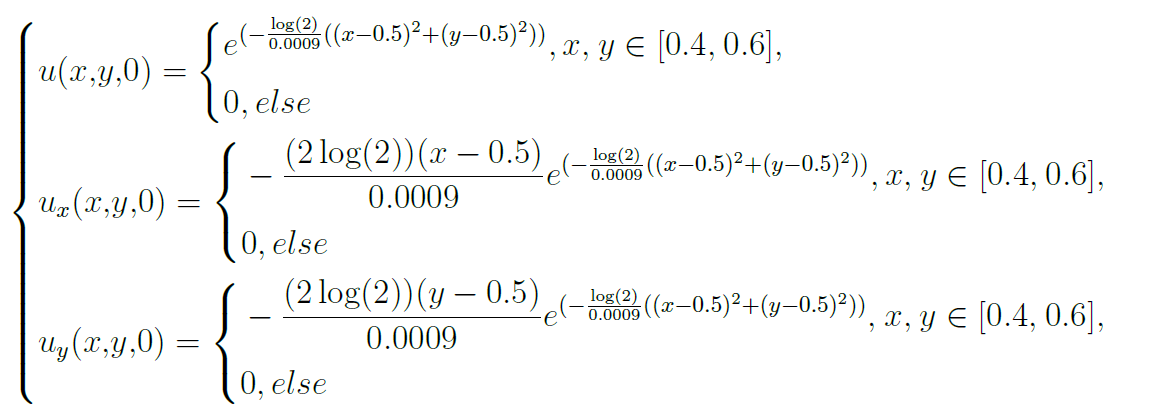 u(x,y,0) = { e^{(-\frac{log(2)}{0.0009}((x-0.5)^2+(y-0.5)^2))}, x, y ∈ [0.4, 0.6],
0, else
u_x(x,y,0) = { -\frac{(2 log(2))(x - 0.5)}{0.0009} e^{(-\frac{log(2)}{0.0009}((x-0.5)^2+(y-0.5)^2))}, x, y ∈ [0.4, 0.6],
0, else
u_y(x,y,0) = { -\frac{(2 log(2))(y - 0.5)}{0.0009} e^{(-\frac{log(2)}{0.0009}((x-0.5)^2+(y-0.5)^2))}, x, y ∈ [0.4, 0.6],
0, else